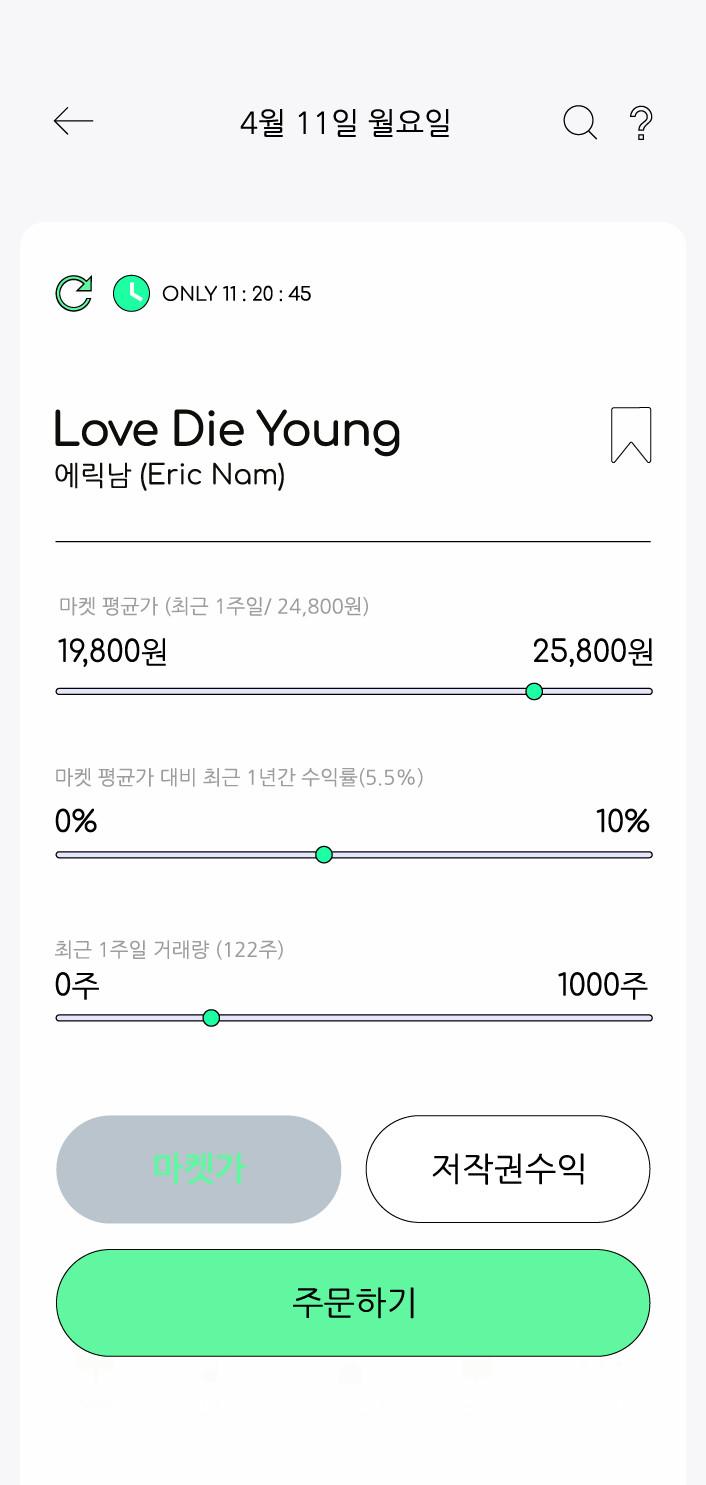 4월 11일 월요일
ONLY 11 : 20 : 45
Love Die Young
에릭남 (Eric Nam)
마켓 평균가 (최근 1주일/ 24,800원)
19,800원 25,800원
마켓 평균가 대비 최근 1년간 수익률(5.5%)
0% 10%
최근 1주일 거래량 (122주)
0주 1000주
마켓가 저작권수익
주문하기